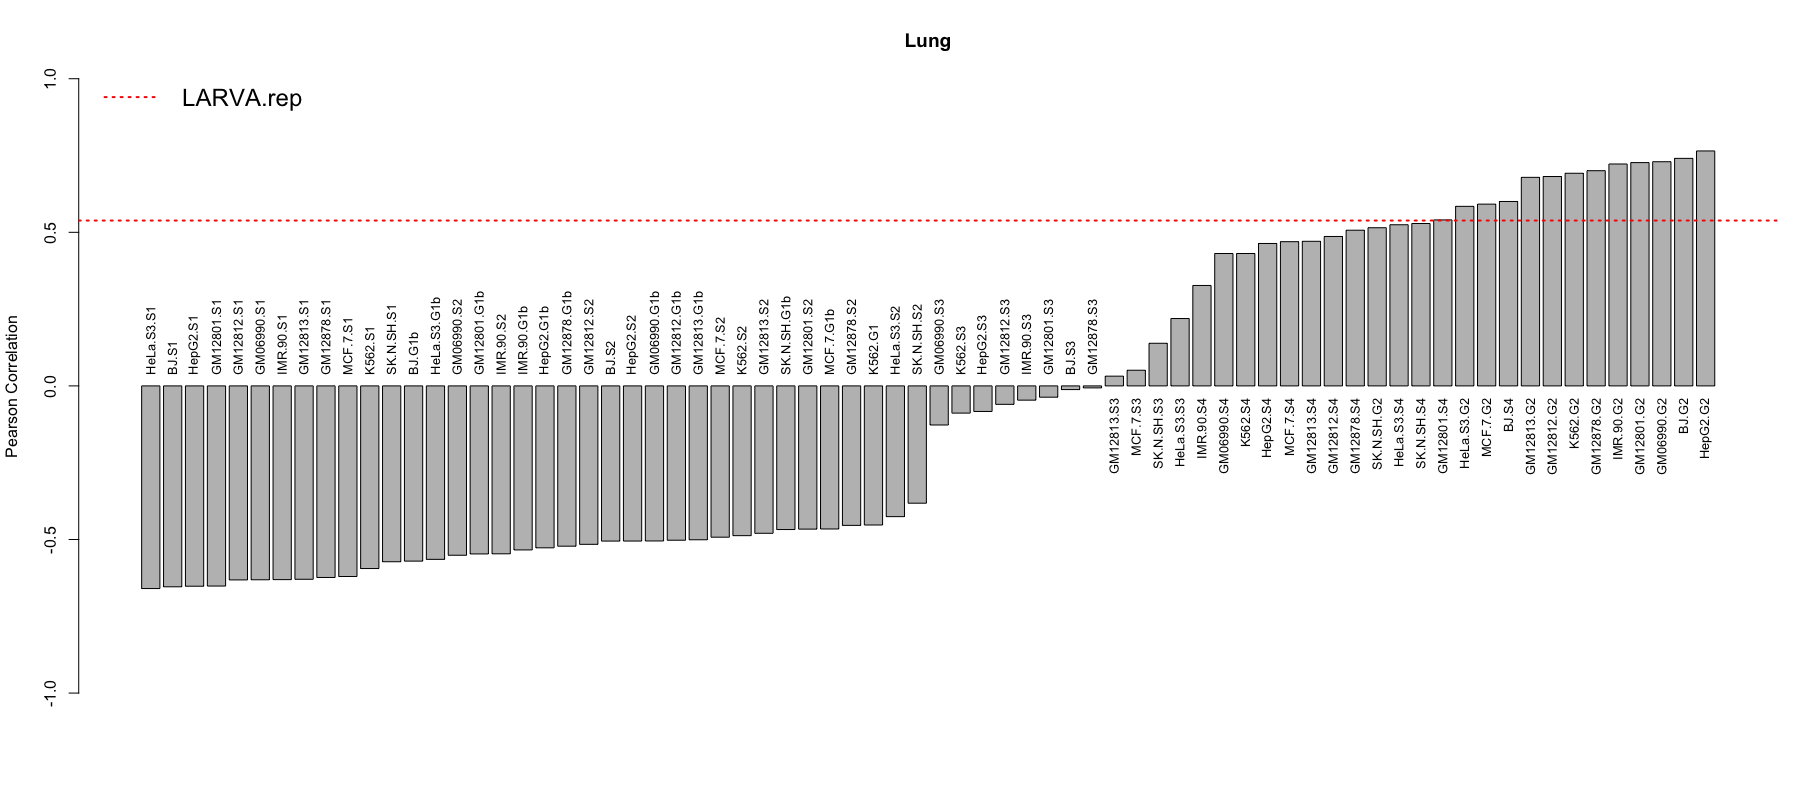 Lung
LARVA.rep
Pearson Correlation
1.0
0.5
0.0
-0.5
-1.0
HeLa.S3.S1
BJ.S1
HepG2.S1
GM12801.S1
GM12812.S1
GM06990.S1
IMR.90.S1
GM12813.S1
GM12878.S1
MCF.7.S1
K562.S1
SK.N.SH.S1
BJ.G1b
HeLa.S3.G1b
GM06990.S2
GM12801.G1b
IMR.90.S2
IMR.90.G1b
HepG2.G1b
GM12878.G1b
GM12812.S2
BJ.S2
HepG2.S2
GM06990.G1b
GM12812.G1b
GM12813.G1b
MCF.7.S2
K562.S2
GM12813.S2
SK.N.SH.G1b
GM12801.S2
MCF.7.G1b
GM12878.S2
K562.G1
HeLa.S3.S2
SK.N.SH.S2
GM06990.S3
K562.S3
HepG2.S3
GM12812.S3
IMR.90.S3
GM12801.S3
BJ.S3
GM12878.S3
GM12813.S3
MCF.7.S3
SK.N.SH.S3
HeLa.S3.S3
IMR.90.S4
GM06990.S4
K562.S4
HepG2.S4
MCF.7.S4
GM12813.S4
GM12812.S4
GM12878.S4
SK.N.SH.G2
HeLa.S3.S4
SK.N.SH.S4
GM12801.S4
HeLa.S3.G2
MCF.7.G2
BJ.S4
GM12813.G2
GM12812.G2
K562.G2
GM12878.G2
IMR.90.G2
GM12801.G2
GM06990.G2
BJ.G2
HepG2.G2